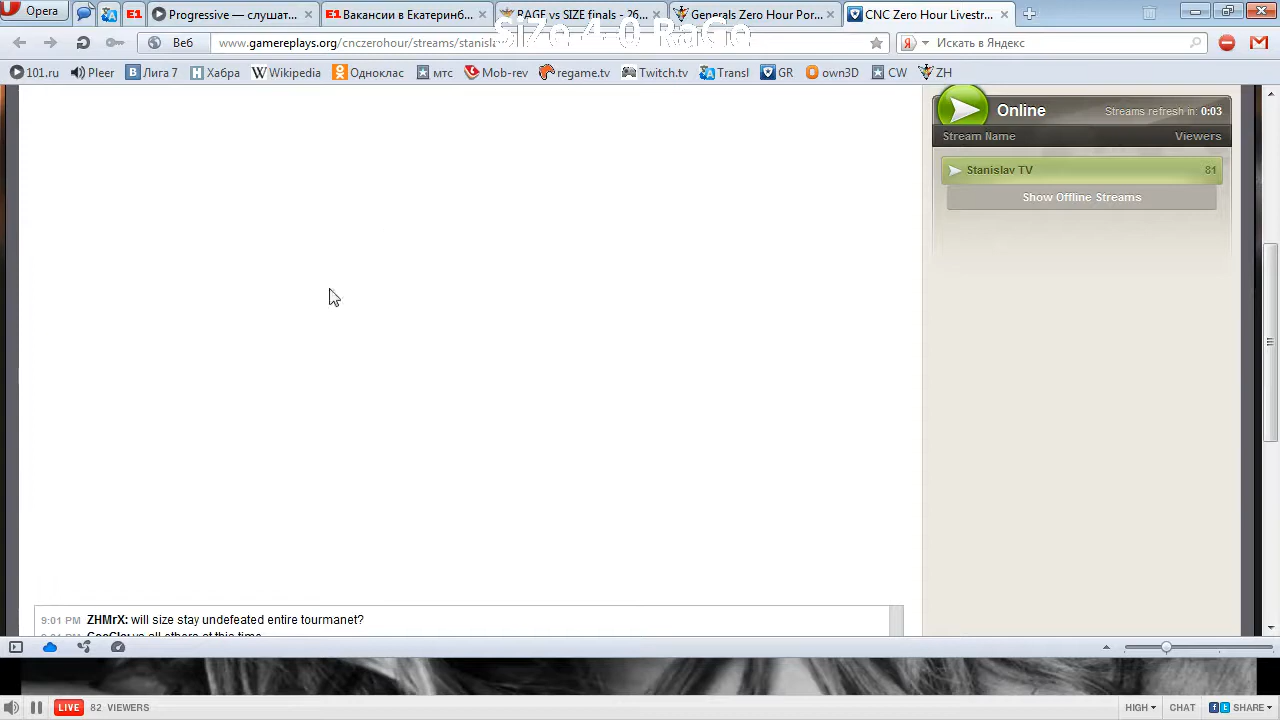 Opera
E1
Progressive — слушат...
E1 Вакансии в Екатеринб...
RAGE vs SIZE finals - 26...
Generals Zero Hour Por...
CNC Zero Hour Livestre...
SiZe 4-0 RaGe
Веб
www.gamereplays.org/cnczerohour/streams/stanisl
Искать в Яндекс
101.ru
Pleer
В Лига 7
H Хабра
W Wikipedia
Одноклас
мтс
Mob-rev
regame.tv
Twitch.tv
Transl
GR
own3D
CW
ZH
Online
Streams refresh in: 0:03
Stream Name
Viewers
Stanislav TV
81
Show Offline Streams
9:01 PM ZHMrX: will size stay undefeated entire tourmanet?
LIVE
82 VIEWERS
HIGH
CHAT
SHARE